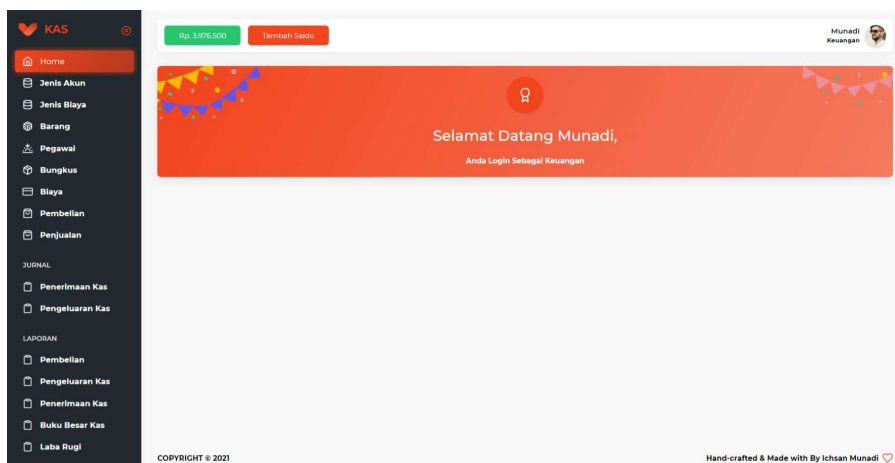 KAS
Home
Jenis Akun
Jenis Biaya
Barang
Pegawai
Bungkus
Biaya
Pembelian
Penjualan
JURNAL
Penerimaan Kas
Pengeluaran Kas
LAPORAN
Pembelian
Pengeluaran Kas
Penerimaan Kas
Buku Besar Kas
Laba Rugi
Rp. 3.976.500
Tambah Saldo
Munadi
Keuangan
Selamat Datang Munadi,
Anda Login Sebagai Keuangan
COPYRIGHT © 2021
Hand-crafted & Made with By Ichsan Munadi